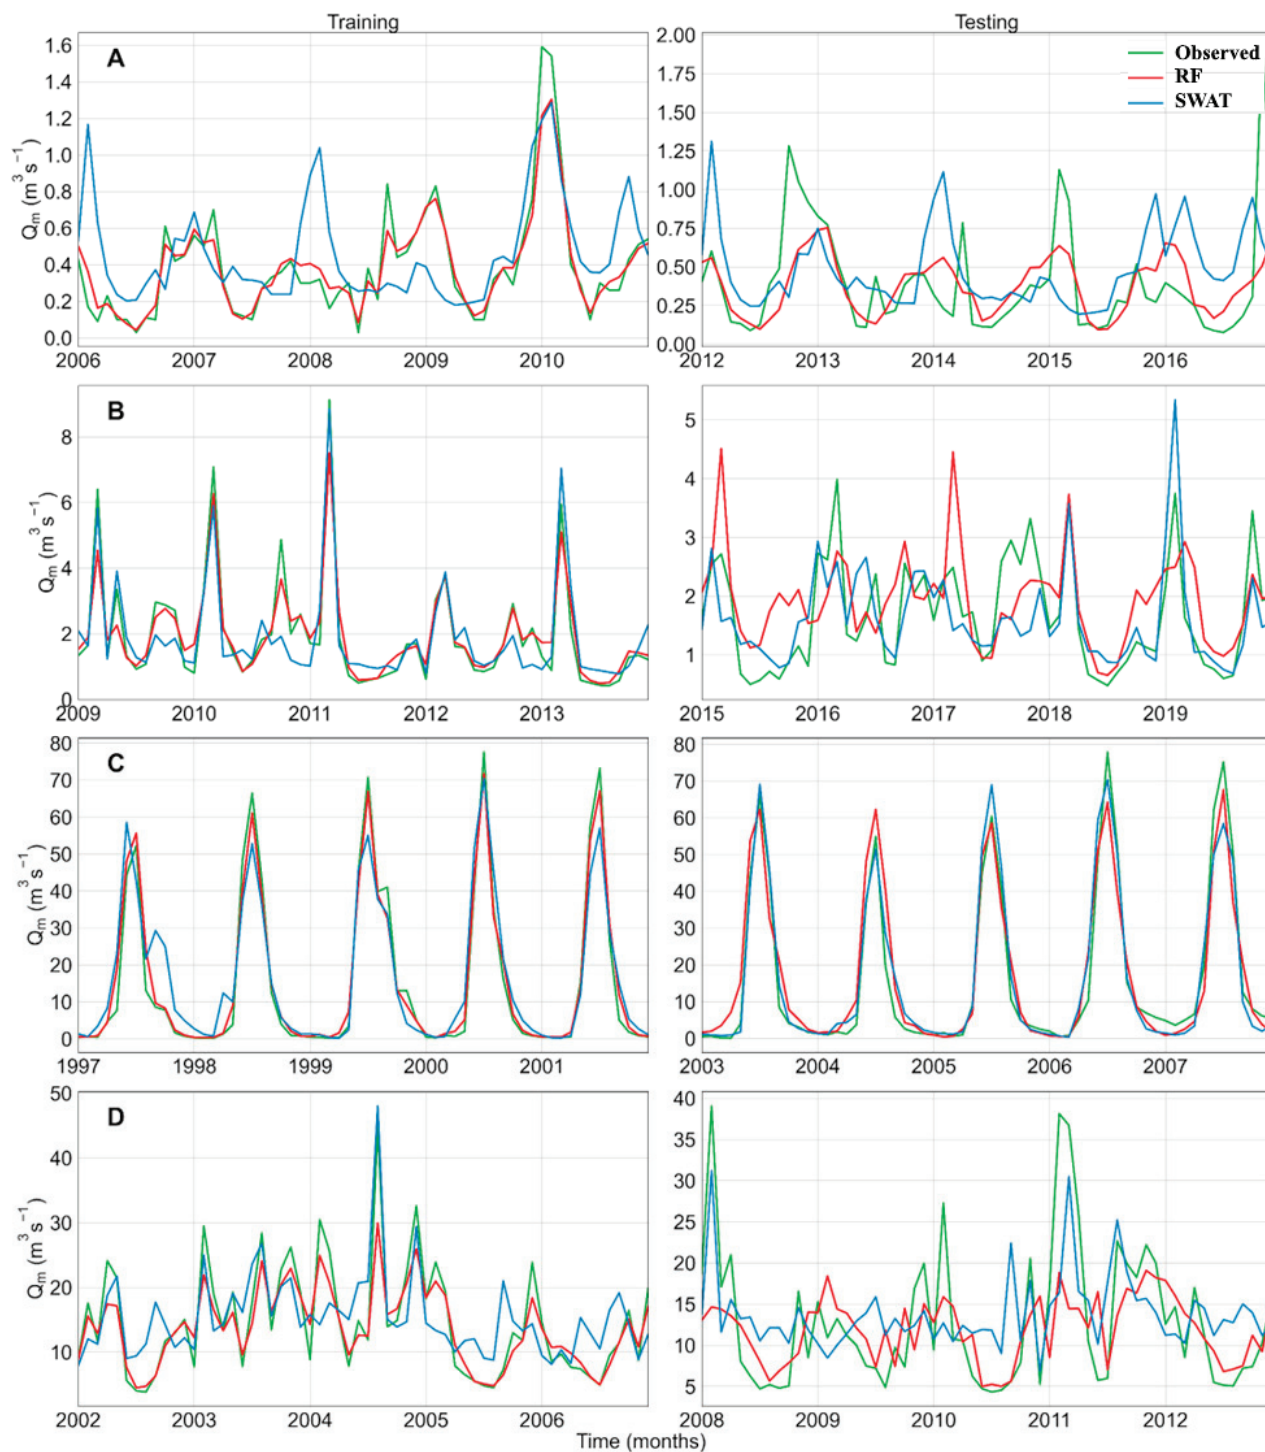 Training
Testing
A
Observed
RF
SWAT
Qm (m³ s⁻¹)
1.6
1.4
1.2
1.0
0.8
0.6
0.4
0.2
0.0
2006 2007 2008 2009 2010
2.00
1.75
1.50
1.25
1.00
0.75
0.50
0.25
0.00
2012 2013 2014 2015 2016
B
Qm (m³ s⁻¹)
8
6
4
2
0
2009 2010 2011 2012 2013
5
4
3
2
1
2015 2016 2017 2018 2019
C
Qm (m³ s⁻¹)
80
70
60
50
40
30
20
10
0
1997 1998 1999 2000 2001
80
70
60
50
40
30
20
10
0
2003 2004 2005 2006 2007
D
Qm (m³ s⁻¹)
50
40
30
20
10
2002 2003 2004 2005 2006
40
35
30
25
20
15
10
5
2008 2009 2010 2011 2012
Time (months)